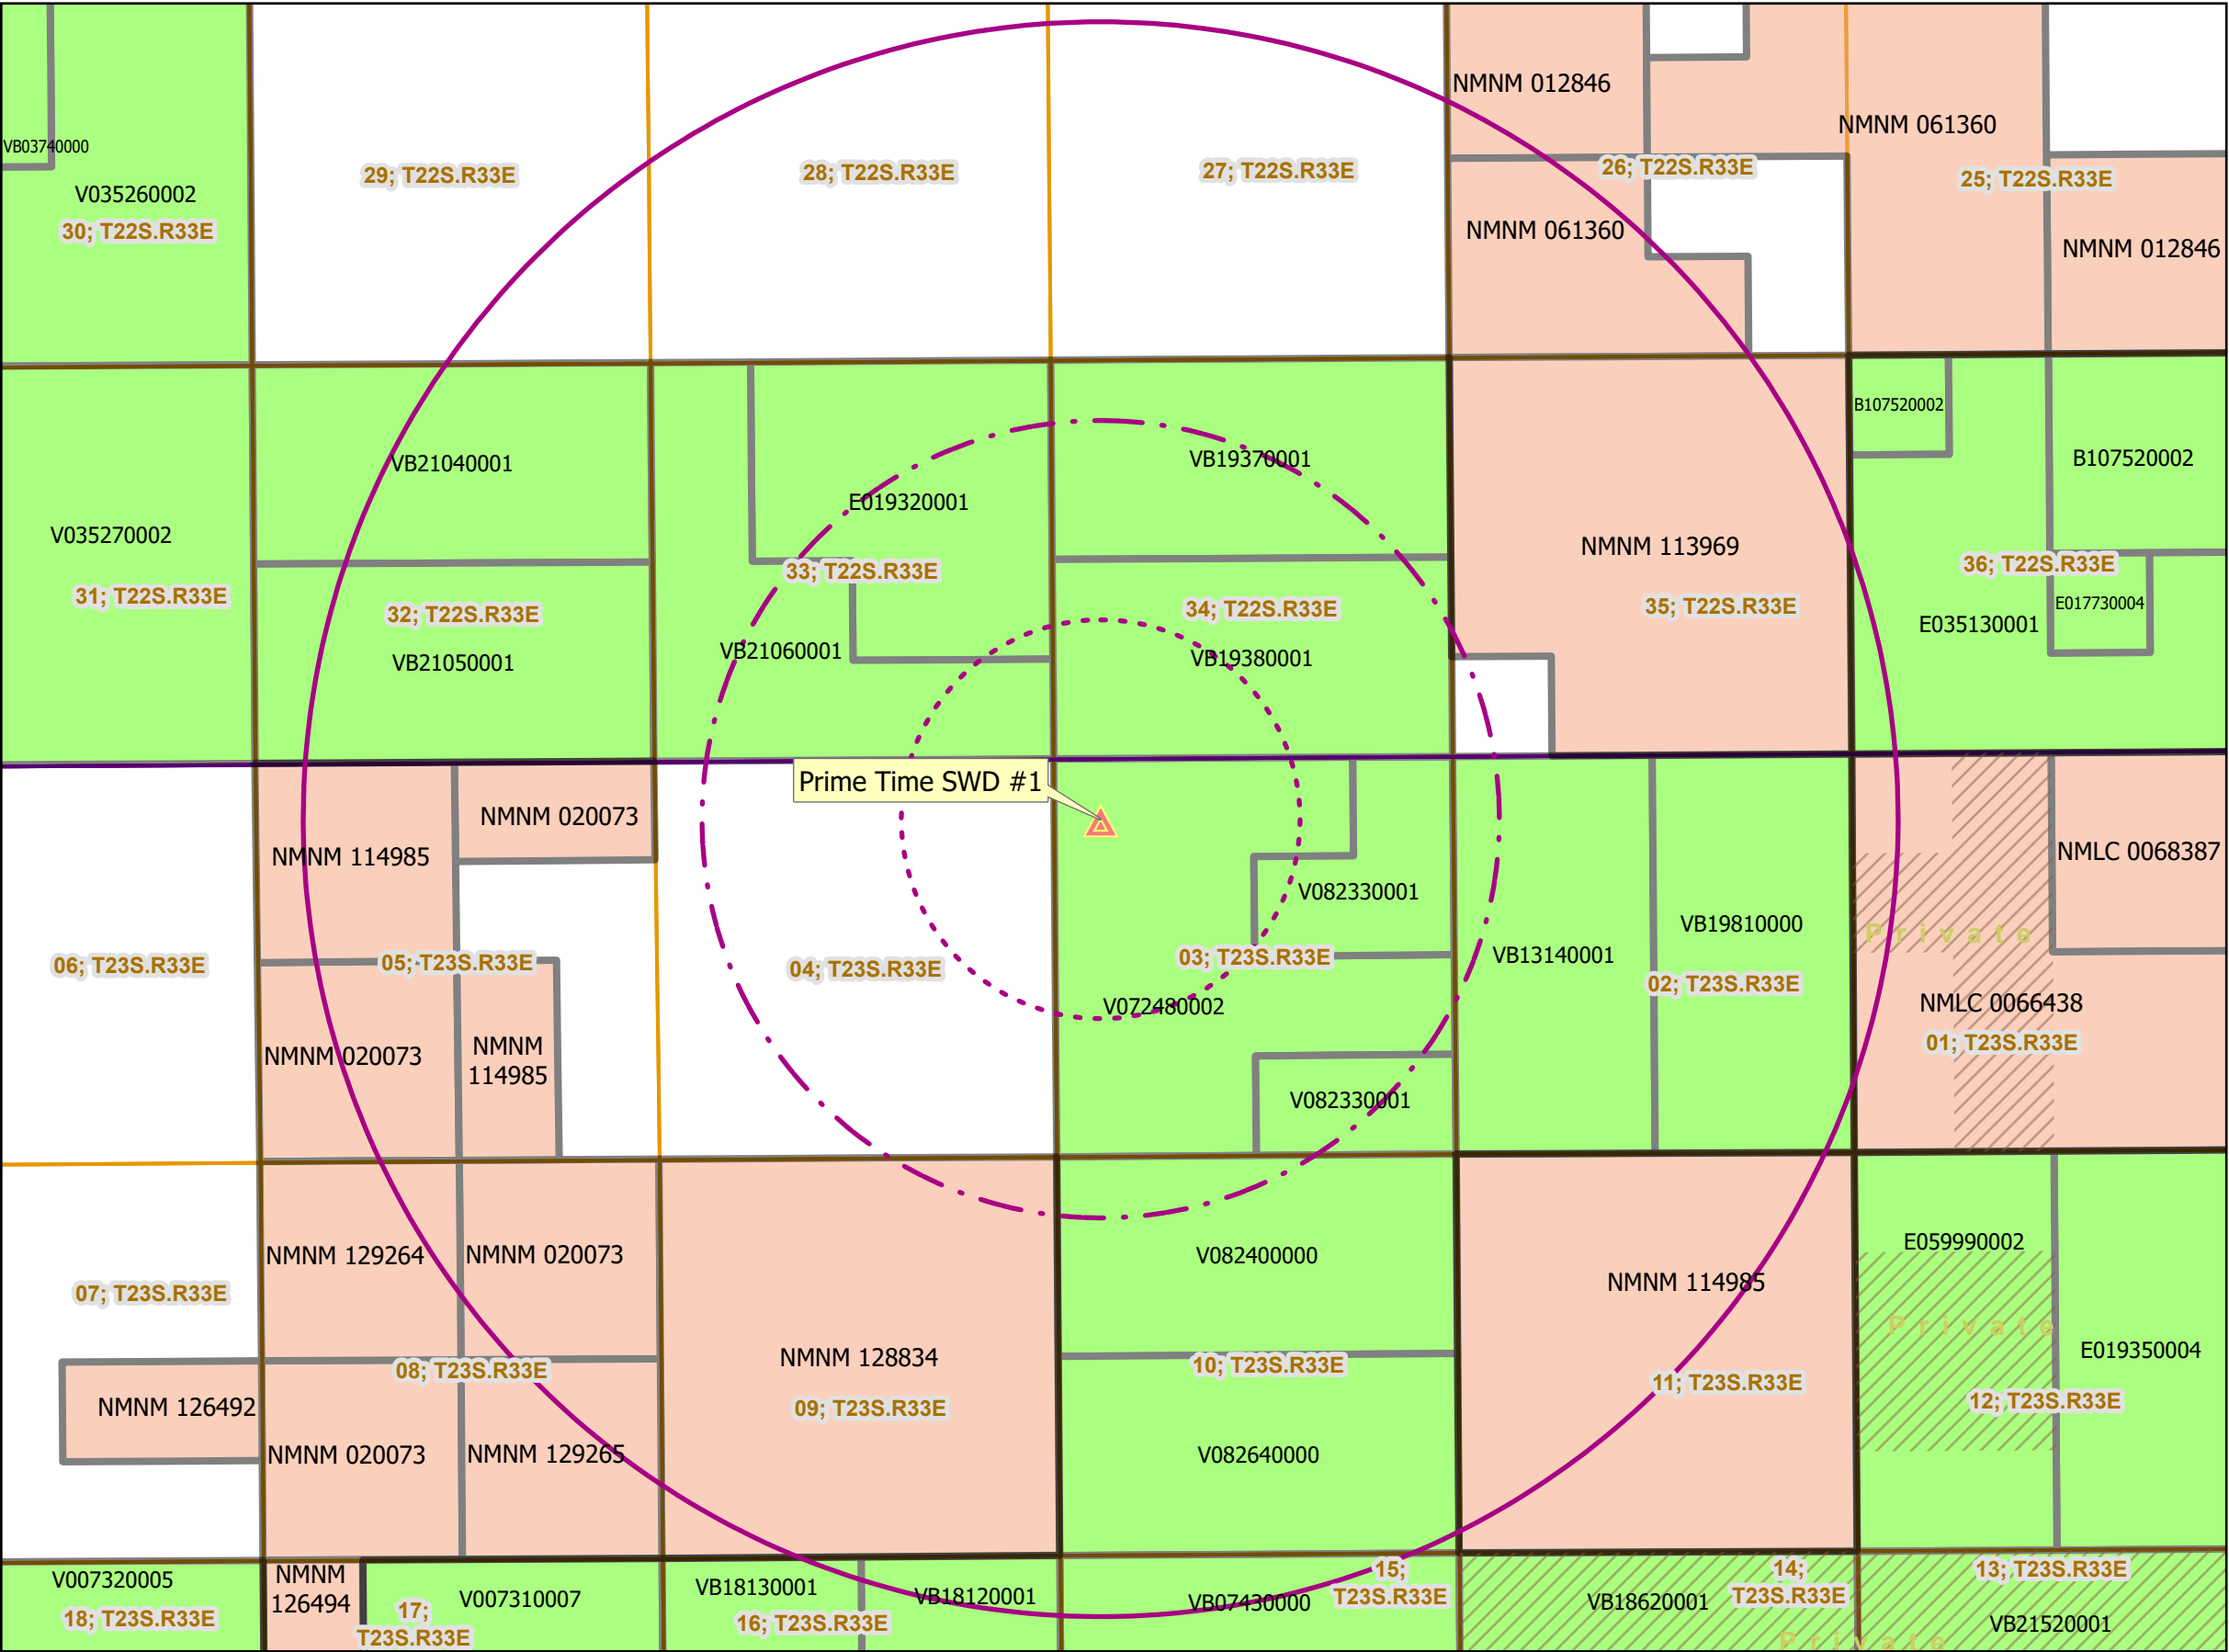 NMNM 012846
NMNM 061360
VB03740000
V035260002
30; T22S.R33E
29; T22S.R33E
28; T22S.R33E
27; T22S.R33E
26; T22S.R33E
25; T22S.R33E
NMNM 061360
NMNM 012846
VB21040001
E019320001
VB19370001
B107520002
B107520002
V035270002
31; T22S.R33E
32; T22S.R33E
VB21050001
33; T22S.R33E
VB21060001
34; T22S.R33E
VB19380001
NMNM 113969
35; T22S.R33E
36; T22S.R33E
E017730004
E035130001
Prime Time SWD #1
NMNM 020073
NMNM 114985
V082330001
VB19810000
NMLC 0068387
Private
06; T23S.R33E
05; T23S.R33E
04; T23S.R33E
03; T23S.R33E
VB13140001
02; T23S.R33E
NMLC 0066438
01; T23S.R33E
V072480002
NMNM 020073
NMNM
114985
V082330001
NMNM 129264
NMNM 020073
V082400000
NMNM 114985
E059990002
07; T23S.R33E
Private
08; T23S.R33E
NMNM 128834
10; T23S.R33E
11; T23S.R33E
E019350004
12; T23S.R33E
NMNM 126492
09; T23S.R33E
NMNM 020073
NMNM 129265
V082640000
V007320005
18; T23S.R33E
NMNM
126494
17;
T23S.R33E
V007310007
VB18130001
16; T23S.R33E
VB18120001
VB07430000
15;
T23S.R33E
VB18620001
14;
T23S.R33E
13; T23S.R33E
VB21520001
Private